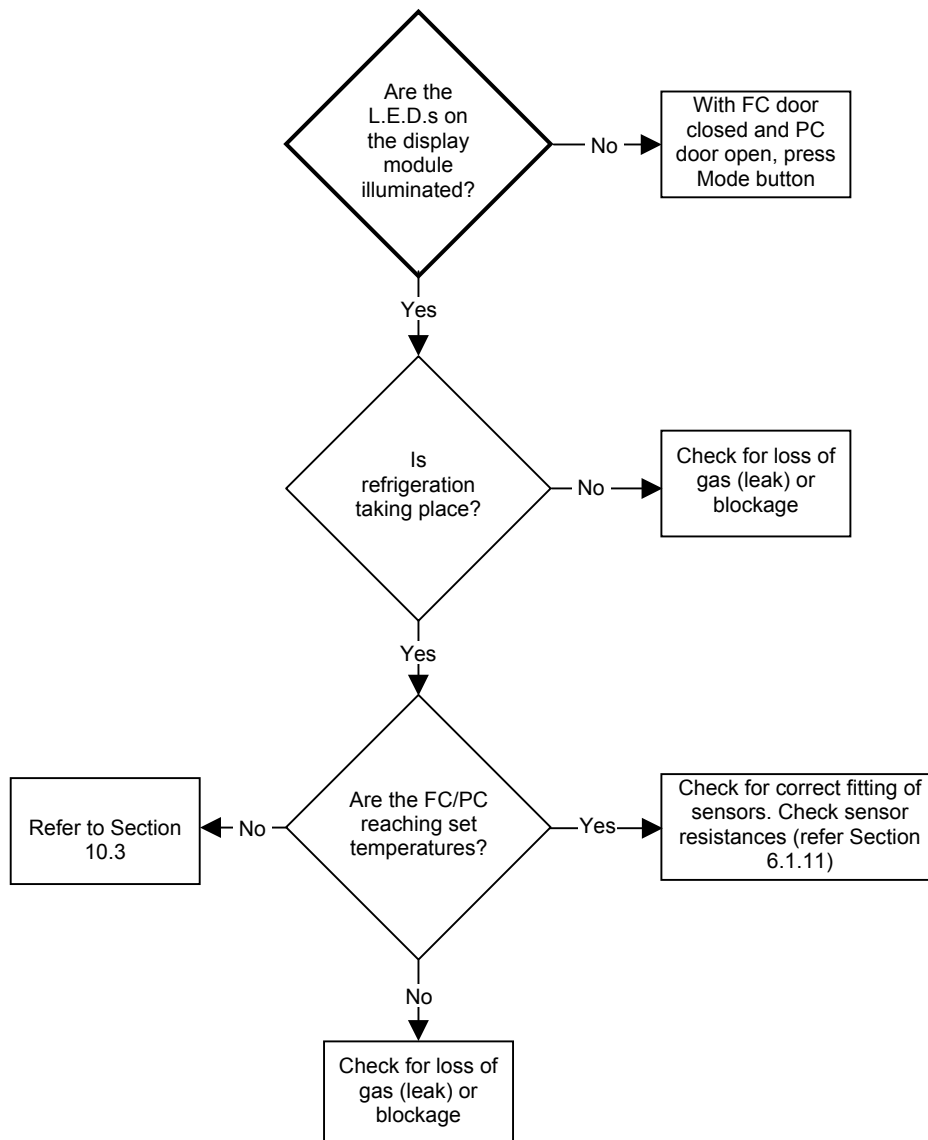 Are the
L.E.D.s on
the display
module
illuminated?
No
With FC door
closed and PC
door open, press
Mode button
Yes
Is
refrigeration
taking place?
No
Check for loss of
gas (leak) or
blockage
Yes
Are the FC/PC
reaching set
temperatures?
No
Refer to Section
10.3
Yes
Check for correct fitting of
sensors. Check sensor
resistances (refer Section
6.1.11)
No
Check for loss of
gas (leak) or
blockage